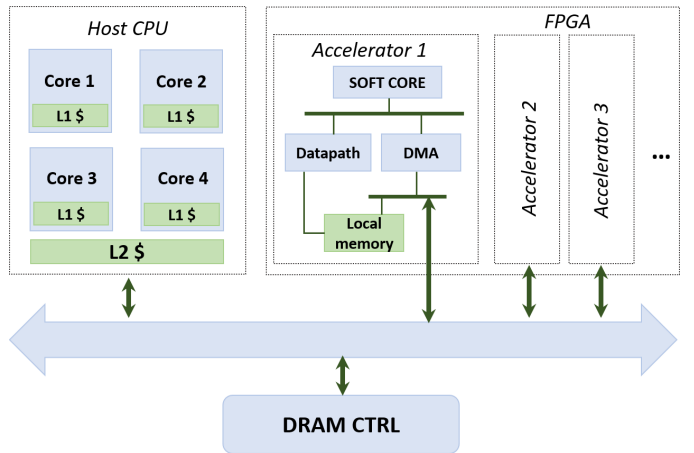 Host CPU
Core 1
L1 $
Core 2
L1 $
Core 3
L1 $
Core 4
L1 $
L2 $
FPGA
Accelerator 1
SOFT CORE
Datapath
DMA
Local
memory
Accelerator 2
Accelerator 3
...
DRAM CTRL